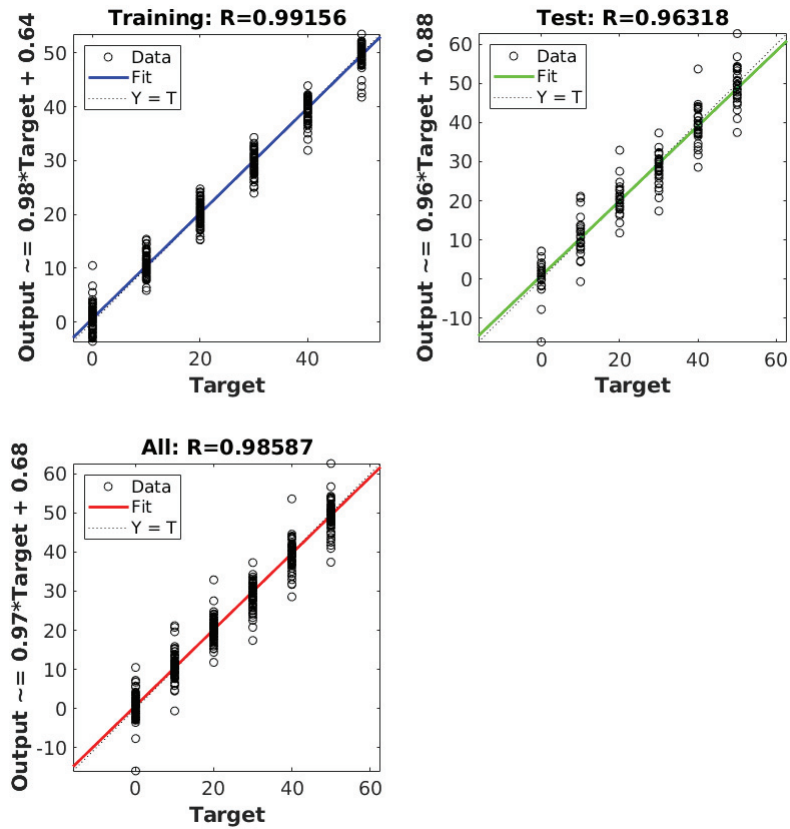 Training: R=0.99156
Output ~= 0.98*Target + 0.64
50
40
30
20
10
0
Data
Fit
Y = T
0
20
40
Target
Test: R=0.96318
Output ~= 0.96*Target + 0.88
60
50
40
30
20
10
0
-10
Data
Fit
Y = T
0
20
40
60
Target
All: R=0.98587
Output ~= 0.97*Target + 0.68
60
50
40
30
20
10
0
-10
Data
Fit
Y = T
0
20
40
60
Target